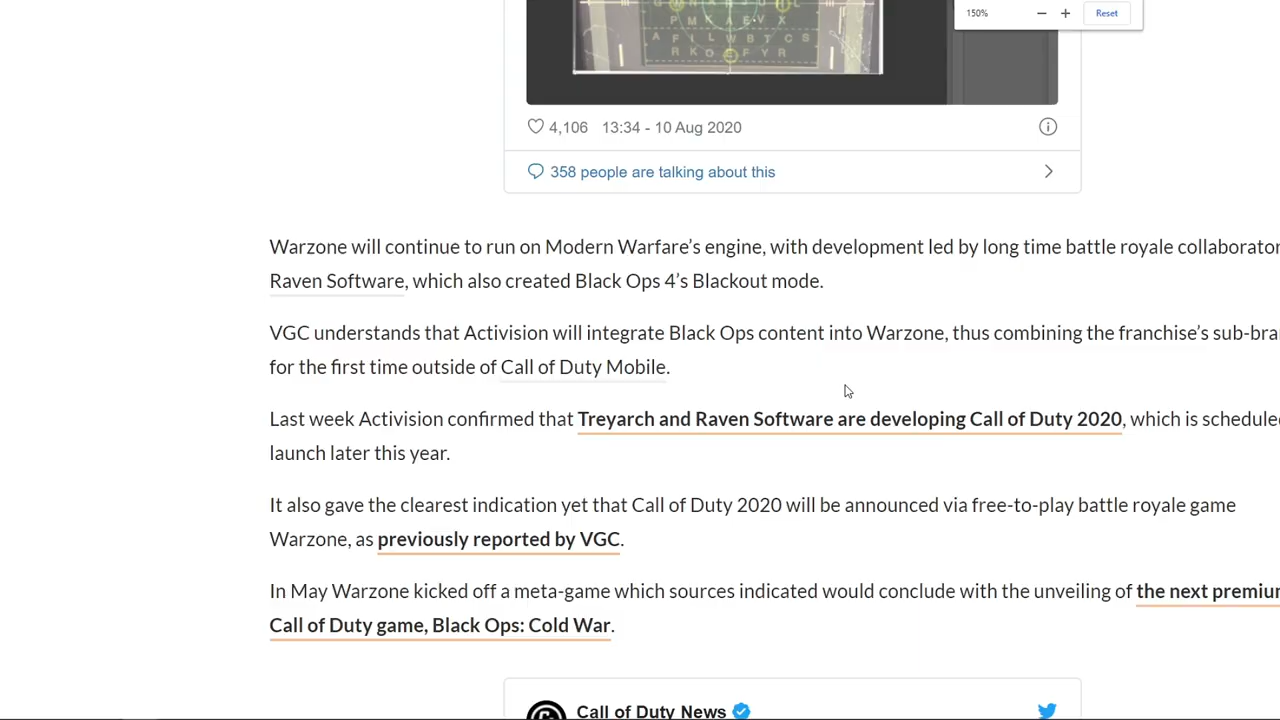 150%
Reset
P M K A E V X
A F I L W B T C S
R K O E F Y R
4,106 13:34 - 10 Aug 2020
358 people are talking about this
Warzone will continue to run on Modern Warfare’s engine, with development led by long time battle royale collaborator
Raven Software, which also created Black Ops 4’s Blackout mode.
VGC understands that Activision will integrate Black Ops content into Warzone, thus combining the franchise’s sub-bra
for the first time outside of Call of Duty Mobile.
Last week Activision confirmed that Treyarch and Raven Software are developing Call of Duty 2020, which is scheduled
launch later this year.
It also gave the clearest indication yet that Call of Duty 2020 will be announced via free-to-play battle royale game
Warzone, as previously reported by VGC.
In May Warzone kicked off a meta-game which sources indicated would conclude with the unveiling of the next premium
Call of Duty game, Black Ops: Cold War.
Call of Duty News